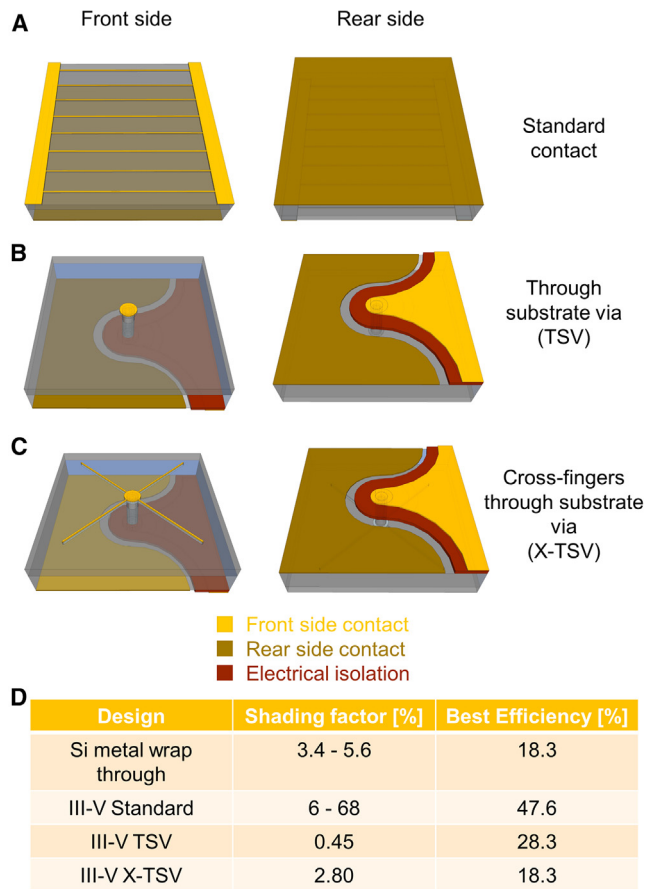 A
Front side
Rear side
Standard
contact
B
Through
substrate via
(TSV)
C
Cross-fingers
through substrate
via
(X-TSV)
Front side contact
Rear side contact
Electrical isolation
D
Design Shading factor [%] Best Efficiency [%]
Si metal wrap
through
3.4 - 5.6 18.3
III-V Standard 6 - 68 47.6
III-V TSV 0.45 28.3
III-V X-TSV 2.80 18.3